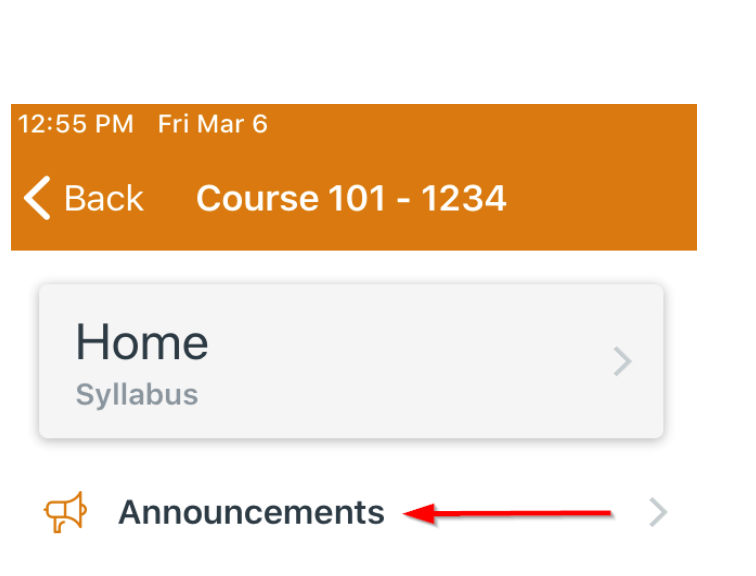 12:55 PM Fri Mar 6
Back Course 101 - 1234
Home
Syllabus
Announcements